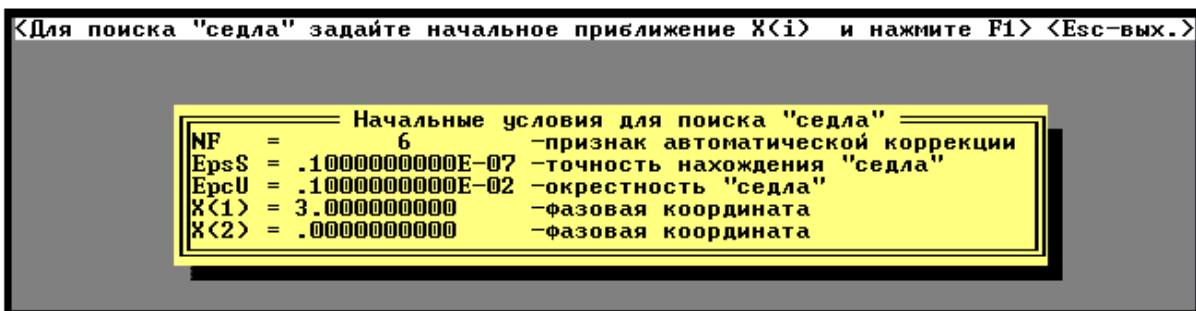 <Для поиска "седла" задайте начальное приближение X(i) и нажмите F1> <Esc-вых.>
Начальные условия для поиска "седла"
NF = 6 -признак автоматической коррекции
EpsS = .1000000000E-07 -точность нахождения "седла"
EpcU = .1000000000E-02 -окрестность "седла"
X(1) = 3.000000000 -фазовая координата
X(2) = .0000000000 -фазовая координата